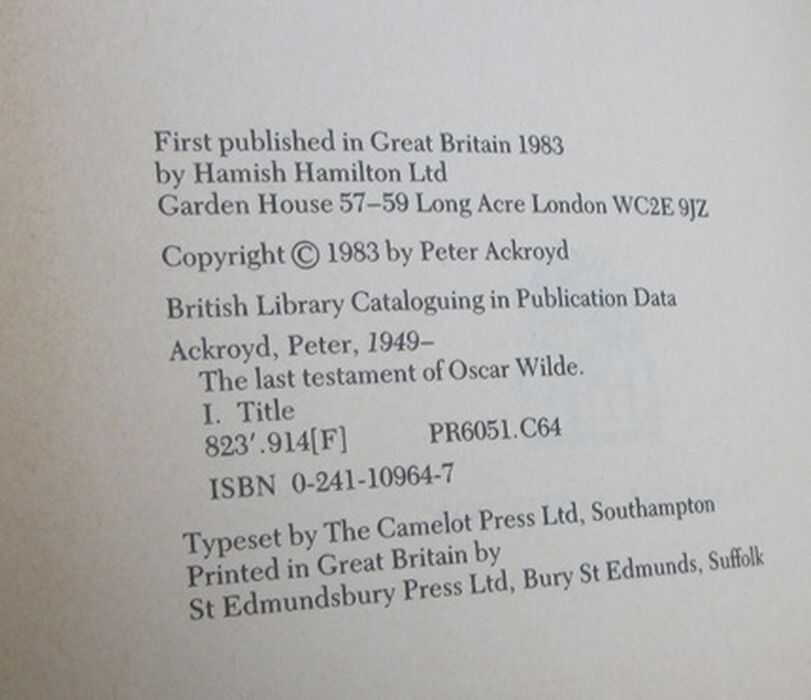 First published in Great Britain 1983
by Hamish Hamilton Ltd
Garden House 57–59 Long Acre London WC2E 9JZ
Copyright © 1983 by Peter Ackroyd
British Library Cataloguing in Publication Data
Ackroyd, Peter, 1949–
The last testament of Oscar Wilde.
I. Title
823′.914[F] PR6051.C64
ISBN 0-241-10964-7
Typeset by The Camelot Press Ltd, Southampton
Printed in Great Britain by
St Edmundsbury Press Ltd, Bury St Edmunds, Suffolk